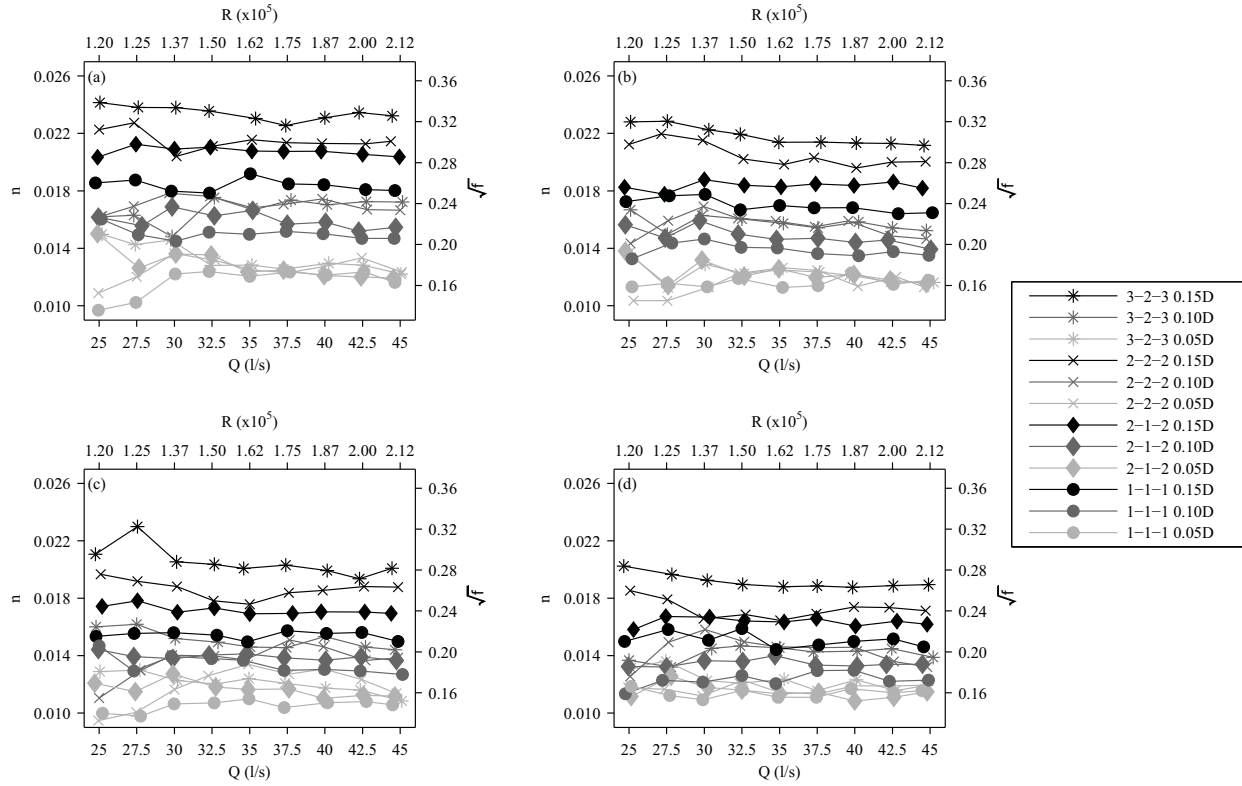 R (x10⁵)
1.20 1.25 1.37 1.50 1.62 1.75 1.87 2.00 2.12
(a)
0.026
0.022
0.018
0.014
0.010
n
0.36
0.32
0.28
0.24
0.20
0.16
√f
25 27.5 30 32.5 35 37.5 40 42.5 45
Q (l/s)
R (x10⁵)
1.20 1.25 1.37 1.50 1.62 1.75 1.87 2.00 2.12
(b)
0.026
0.022
0.018
0.014
0.010
n
0.36
0.32
0.28
0.24
0.20
0.16
√f
25 27.5 30 32.5 35 37.5 40 42.5 45
Q (l/s)
R (x10⁵)
1.20 1.25 1.37 1.50 1.62 1.75 1.87 2.00 2.12
(c)
0.026
0.022
0.018
0.014
0.010
n
0.36
0.32
0.28
0.24
0.20
0.16
√f
25 27.5 30 32.5 35 37.5 40 42.5 45
Q (l/s)
R (x10⁵)
1.20 1.25 1.37 1.50 1.62 1.75 1.87 2.00 2.12
(d)
0.026
0.022
0.018
0.014
0.010
n
0.36
0.32
0.28
0.24
0.20
0.16
√f
25 27.5 30 32.5 35 37.5 40 42.5 45
Q (l/s)
3−2−3 0.15D
3−2−3 0.10D
3−2−3 0.05D
2−2−2 0.15D
2−2−2 0.10D
2−2−2 0.05D
2−1−2 0.15D
2−1−2 0.10D
2−1−2 0.05D
1−1−1 0.15D
1−1−1 0.10D
1−1−1 0.05D